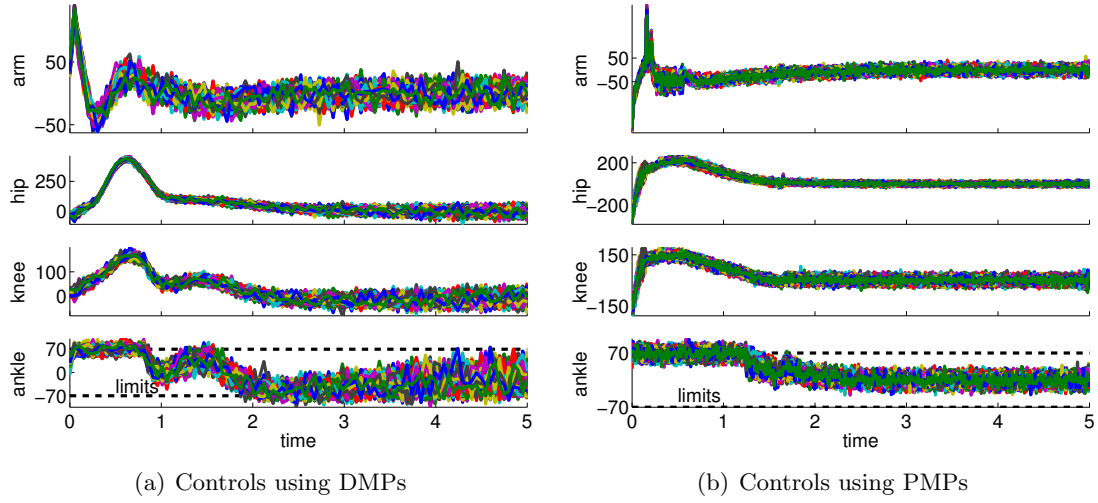 arm
50
−50
hip
250
0
knee
100
0
ankle
70
0
−70
limits
0 1 2 3 4 5
time
(a) Controls using DMPs
arm
50
−50
hip
200
−200
knee
150
−150
ankle
70
−70
limits
0 1 2 3 4 5
time
(b) Controls using PMPs